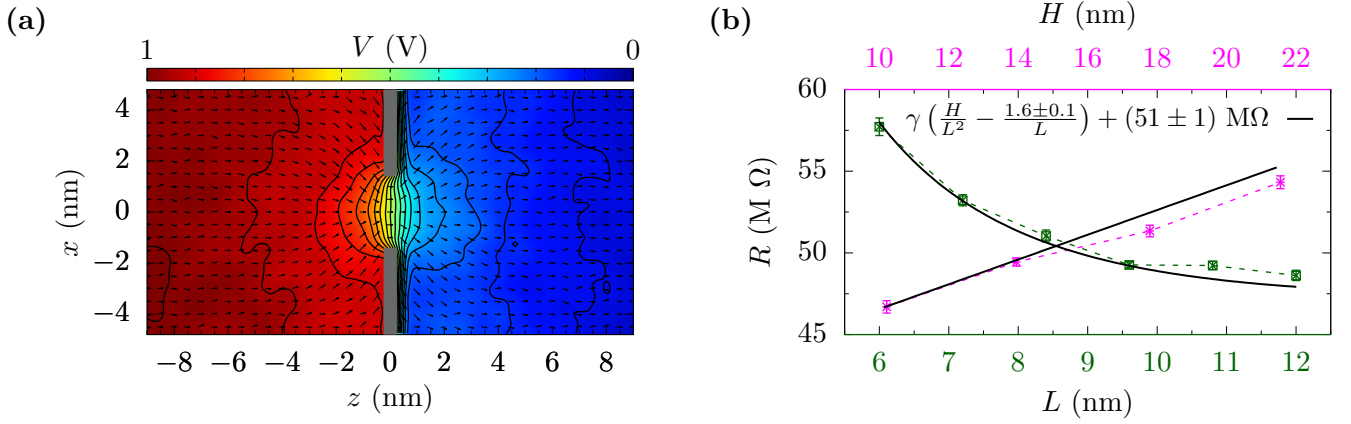 (a)
V (V)
1 0
4
2
0
−2
−4
x (nm)
−8 −6 −4 −2 0 2 4 6 8
z (nm)
(b)
H (nm)
10 12 14 16 18 20 22
60
55
50
45
R (M Ω)
γ (H/L² − 1.6±0.1/L) + (51 ± 1) MΩ
6 7 8 9 10 11 12
L (nm)